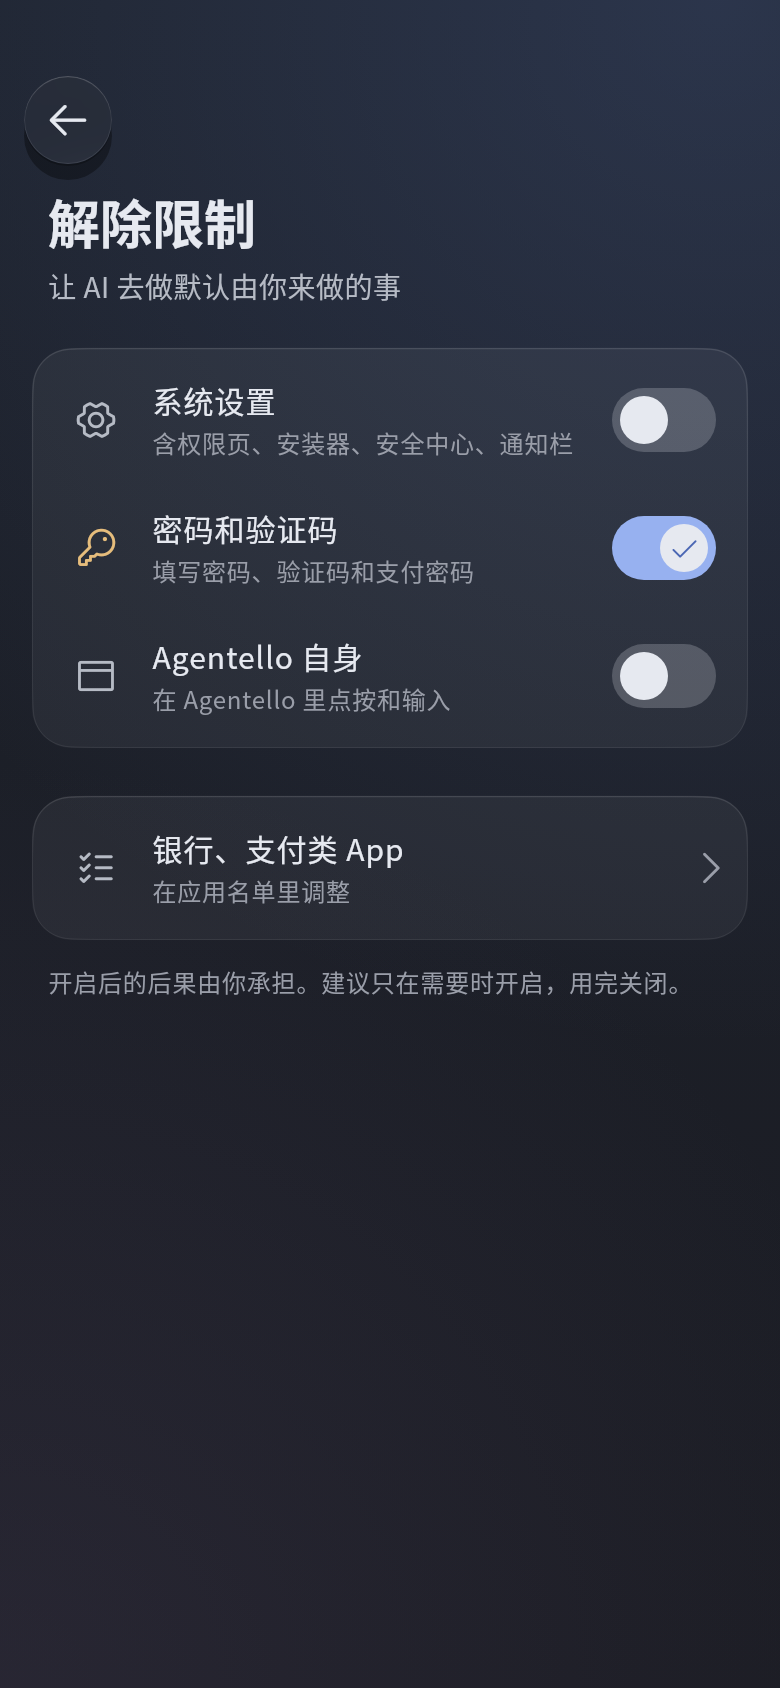 解除限制
让 AI 去做默认由你来做的事
系统设置
含权限页、安装器、安全中心、通知栏
密码和验证码
填写密码、验证码和支付密码
Agentello 自身
在 Agentello 里点按和输入
银行、支付类 App
在应用名单里调整
开启后的后果由你承担。建议只在需要时开启，用完关闭。